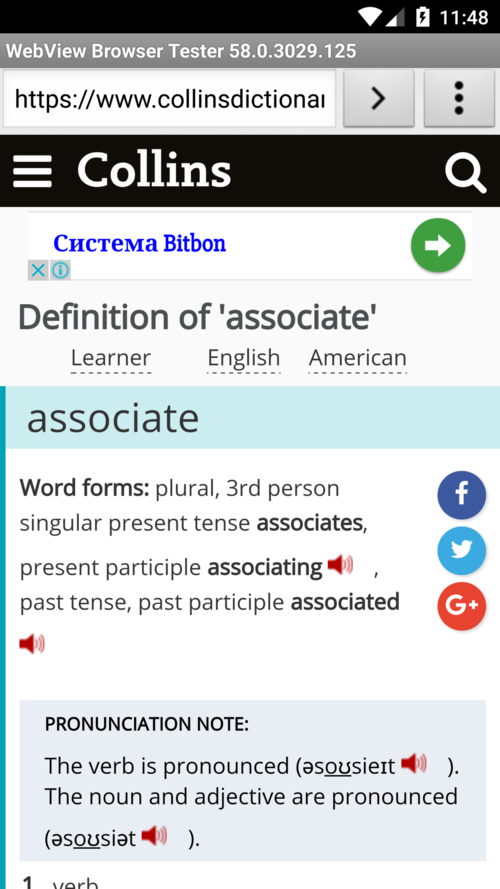 11:48
WebView Browser Tester 58.0.3029.125
https://www.collinsdictionar
Collins
Система Bitbon
Definition of 'associate'
Learner English American
associate
Word forms: plural, 3rd person
singular present tense associates,
present participle associating ,
past tense, past participle associated
f
G+
PRONUNCIATION NOTE:
The verb is pronounced (əsoʊsieɪt ).
The noun and adjective are pronounced
(əsoʊsiət ).
1. verb